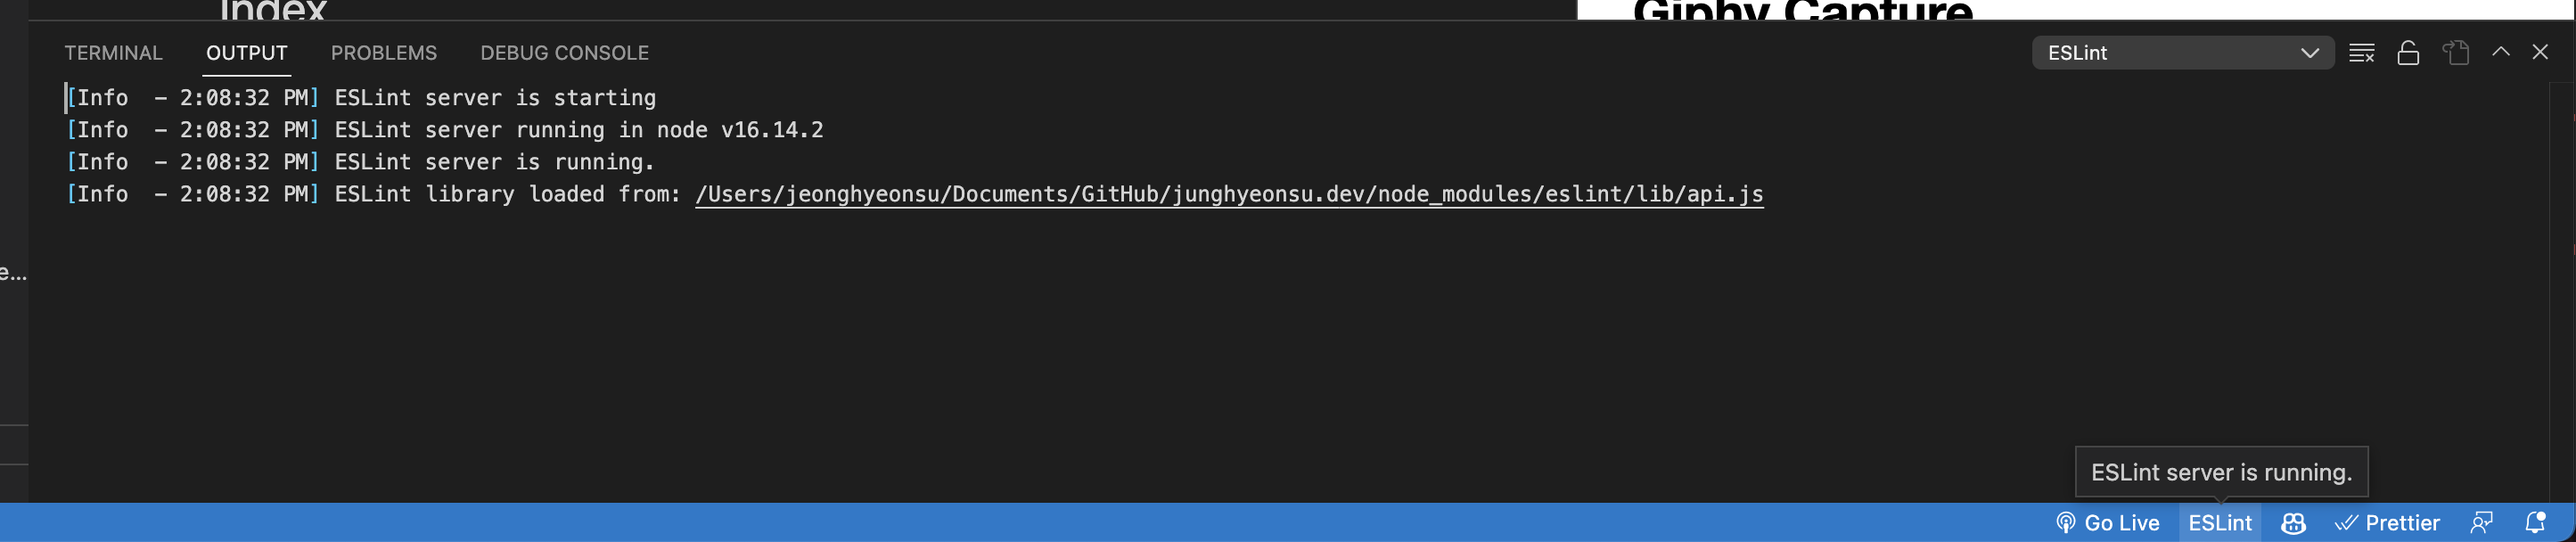 Index
Giphy Capture
TERMINAL OUTPUT PROBLEMS DEBUG CONSOLE ESLint
[Info  - 2:08:32 PM] ESLint server is starting
[Info  - 2:08:32 PM] ESLint server running in node v16.14.2
[Info  - 2:08:32 PM] ESLint server is running.
[Info  - 2:08:32 PM] ESLint library loaded from: /Users/jeonghyeonsu/Documents/GitHub/junghyeonsu.dev/node_modules/eslint/lib/api.js
e...
ESLint server is running.
Go Live ESLint Prettier